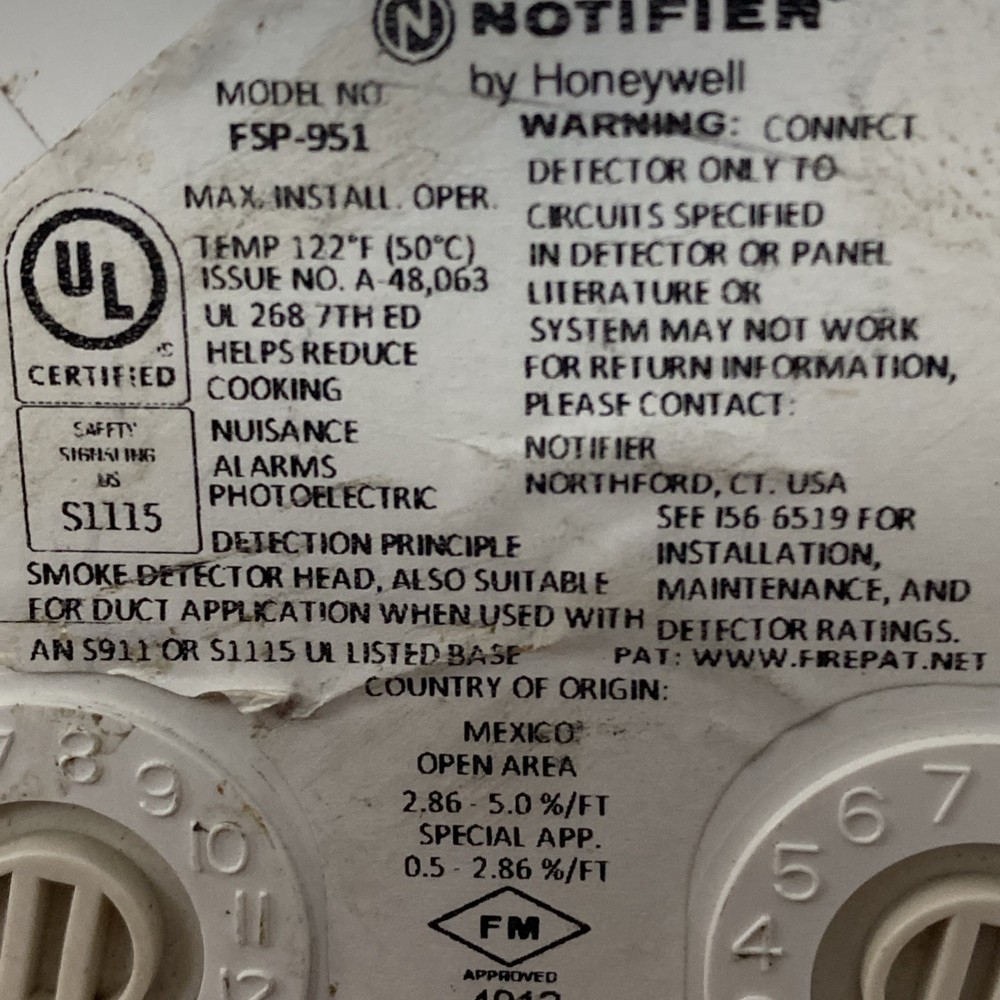 N NOTIFIER
by Honeywell
MODEL NO.
FSP-951
MAX. INSTALL. OPER.
TEMP 122°F (50°C)
ISSUE NO. A-48,063
UL 268 7TH ED
HELPS REDUCE
COOKING
NUISANCE
ALARMS
PHOTOELECTRIC
DETECTION PRINCIPLE
SMOKE DETECTOR HEAD, ALSO SUITABLE
FOR DUCT APPLICATION WHEN USED WITH
AN S911 OR S1115 UL LISTED BASE
UL
CERTIFIED
SAFETY
SIGNALING
US
S1115
WARNING: CONNECT
DETECTOR ONLY TO
CIRCUITS SPECIFIED
IN DETECTOR OR PANEL
LITERATURE OR
SYSTEM MAY NOT WORK
FOR RETURN INFORMATION,
PLEASE CONTACT:
NOTIFIER
NORTHFORD, CT. USA
SEE I56 6519 FOR
INSTALLATION,
MAINTENANCE, AND
DETECTOR RATINGS.
PAT: WWW.FIREPAT.NET
COUNTRY OF ORIGIN:
MEXICO
OPEN AREA
2.86 - 5.0 %/FT
SPECIAL APP.
0.5 - 2.86 %/FT
FM
APPROVED
7 8 9 10 11 12
4 5 6 7